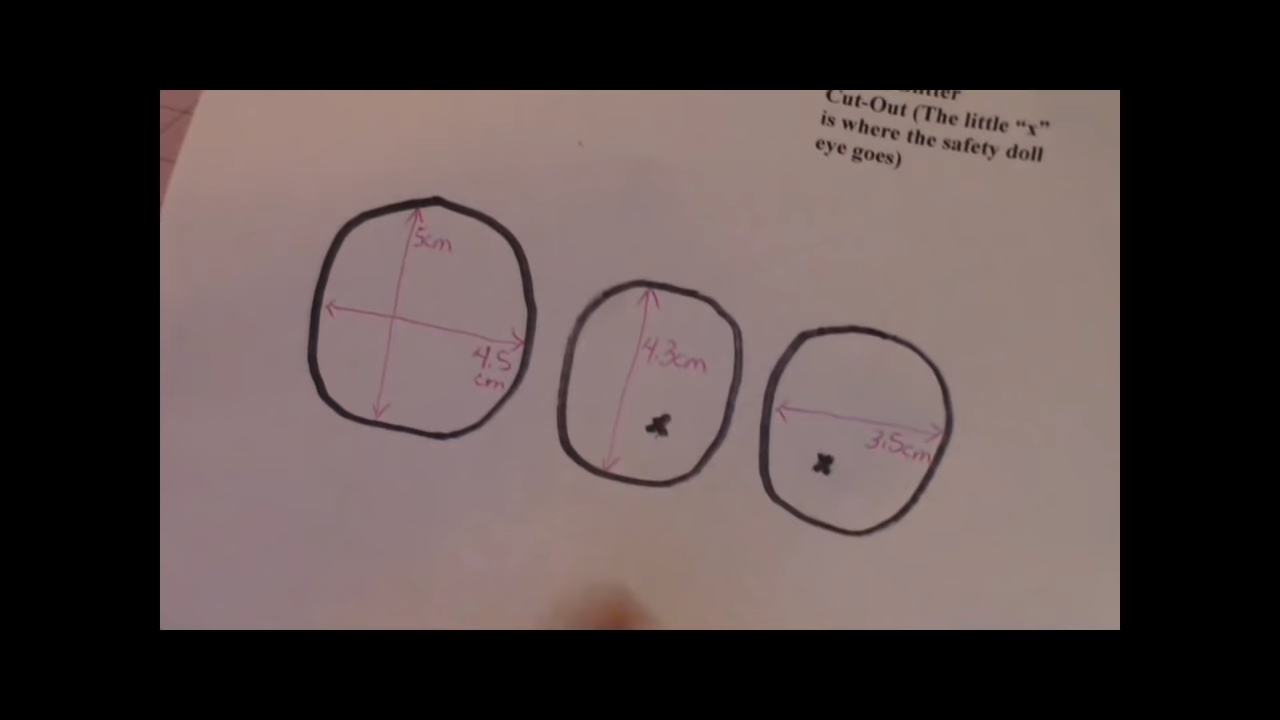 Cut-Out (The little “x”
is where the safety doll
eye goes)
5cm
4.5
cm
4.3cm
x
3.5cm
x